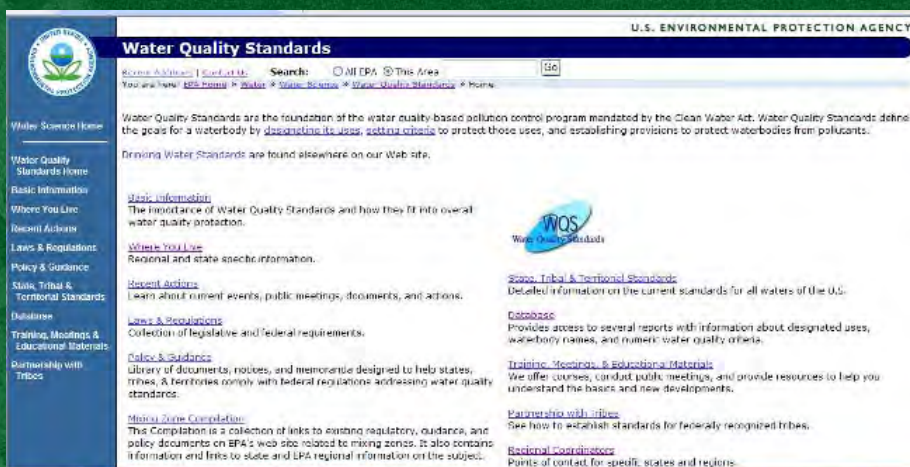 U.S. ENVIRONMENTAL PROTECTION AGENCY
Water Quality Standards
Recent Additions | Contact Us Search: All EPA This Area Go
You are here: EPA Home » Water » Water Science » Water Quality Standards » Home
Water Science Home
Water Quality
Standards Home
Basic Information
Where You Live
Recent Actions
Laws & Regulations
Policy & Guidance
State, Tribal &
Territorial Standards
Database
Training, Meetings &
Educational Materials
Partnership with
Tribes
Water Quality Standards are the foundation of the water quality-based pollution control program mandated by the Clean Water Act. Water Quality Standards define
the goals for a waterbody by designating its uses, setting criteria to protect those uses, and establishing provisions to protect waterbodies from pollutants.
Drinking Water Standards are found elsewhere on our Web site.
Basic Information
The importance of Water Quality Standards and how they fit into overall
water quality protection.
Where You Live
Regional and state specific information.
Recent Actions
Learn about current events, public meetings, documents, and actions.
Laws & Regulations
Collection of legislative and federal requirements.
Policy & Guidance
Library of documents, notices, and memoranda designed to help states,
tribes, & territories comply with federal regulations addressing water quality
standards.
Mixing Zone Compilation
This Compilation is a collection of links to existing regulatory, guidance, and
policy documents on EPA's web site related to mixing zones. It also contains
information and links to state and EPA regional information on the subject.
WQS
Water Quality Standards
State, Tribal & Territorial Standards
Detailed information on the current standards for all waters of the U.S.
Database
Provides access to several reports with information about designated uses,
waterbody names, and numeric water quality criteria.
Training, Meetings, & Educational Materials
We offer courses, conduct public meetings, and provide resources to help you
understand the basics and new developments.
Partnership with Tribes
See how to establish standards for federally recognized tribes.
Regional Coordinators
Points of contact for specific states and regions.